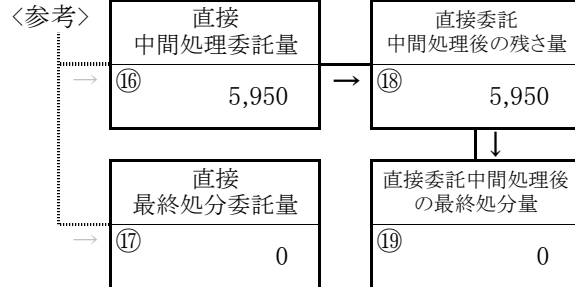 〈参考〉
直接
中間処理委託量
→
⑯
5,950
→
直接委託
中間処理後の残さ量
⑱
5,950
↓
直接
最終処分委託量
→
⑰
0
直接委託中間処理後
の最終処分量
⑲
0